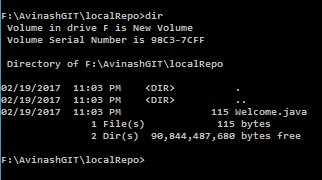 F:\AvinashGIT\localRepo>dir
Volume in drive F is New Volume
Volume Serial Number is 98C3-7CFF
Directory of F:\AvinashGIT\localRepo
02/19/2017  11:03 PM    <DIR>          .
02/19/2017  11:03 PM    <DIR>          ..
02/19/2017  11:03 PM               115 Welcome.java
1 File(s)            115 bytes
2 Dir(s)  90,844,487,680 bytes free
F:\AvinashGIT\localRepo>